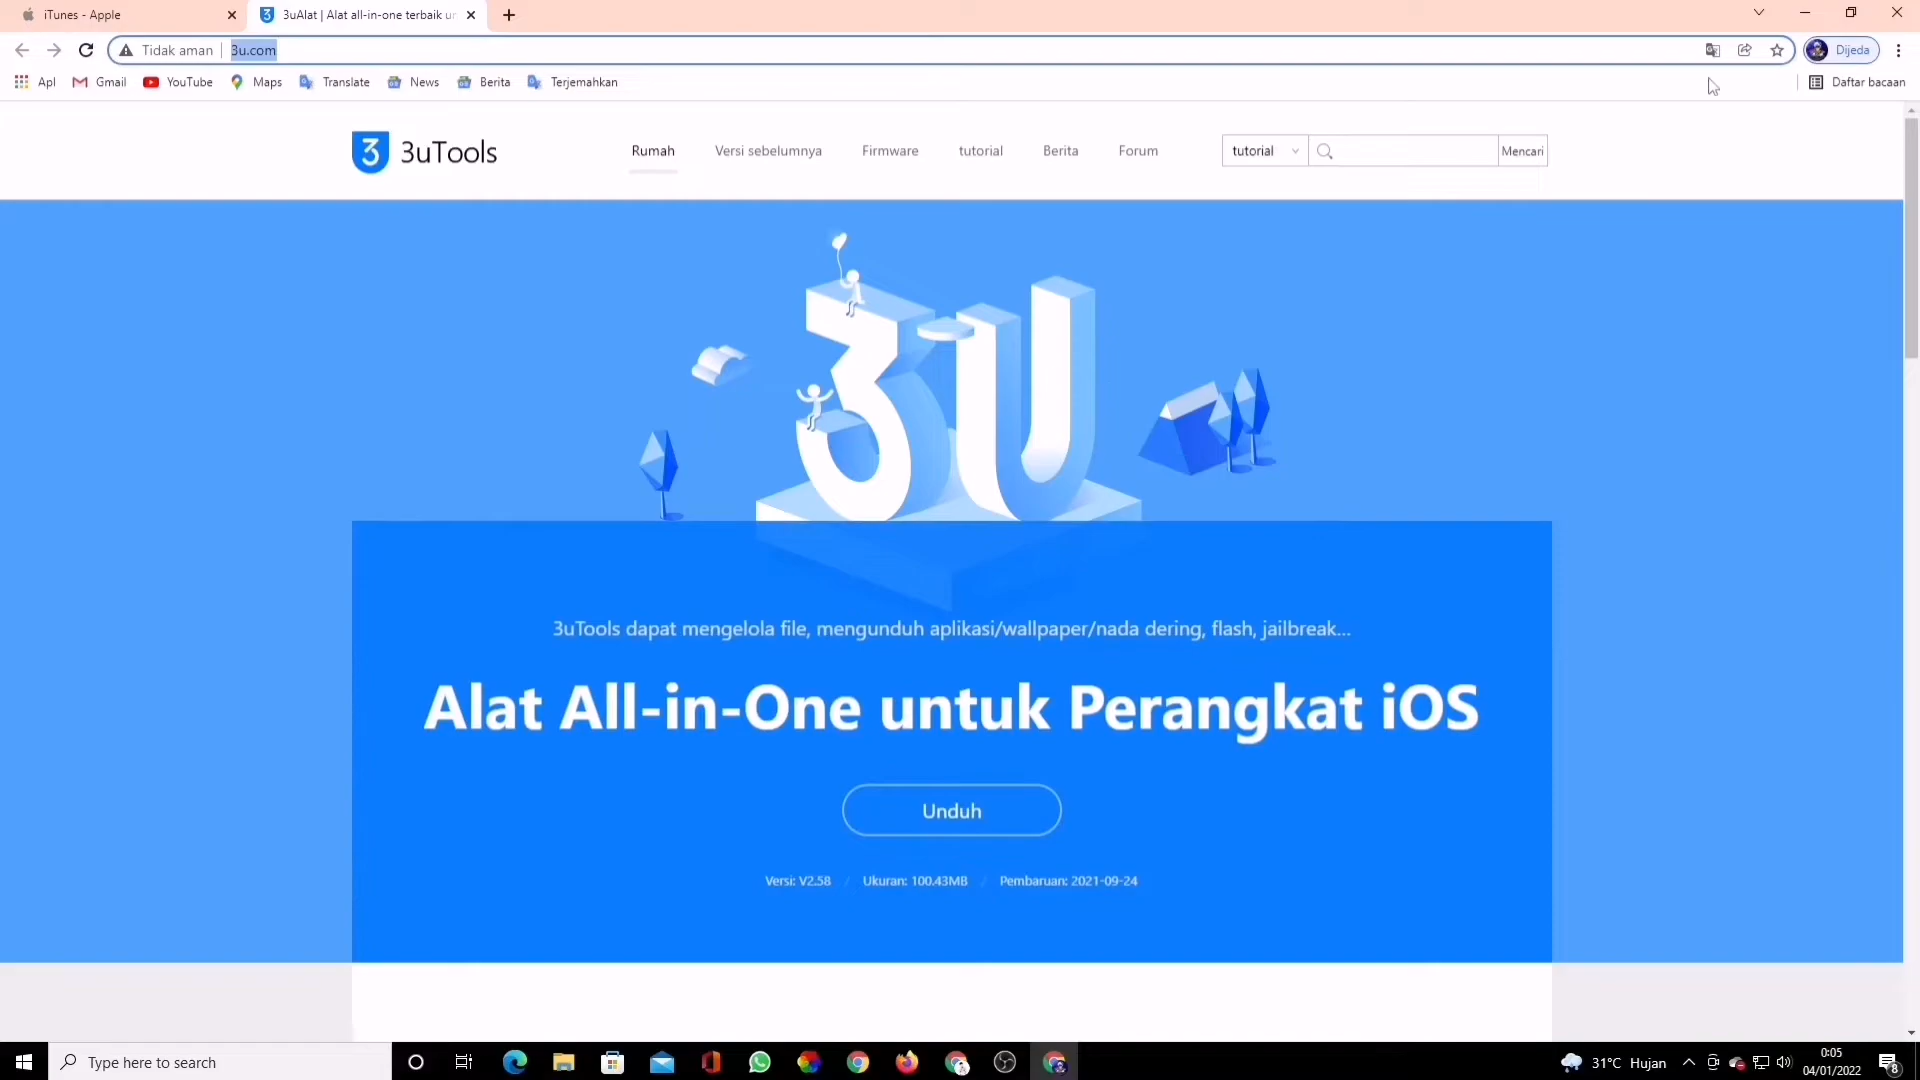 iTunes - Apple
3uAlat | Alat all-in-one terbaik un
Tidak aman
3u.com
Dijeda
Apl
Gmail
YouTube
Maps
Translate
News
Berita
Terjemahkan
Daftar bacaan
3 3uTools
Rumah
Versi sebelumnya
Firmware
tutorial
Berita
Forum
tutorial
Mencari
3U
3uTools dapat mengelola file, mengunduh aplikasi/wallpaper/nada dering, flash, jailbreak...
Alat All-in-One untuk Perangkat iOS
Unduh
Versi: V2.58 / Ukuran: 100.43MB / Pembaruan: 2021-09-24
Type here to search
31°C Hujan
0:05
04/01/2022
8